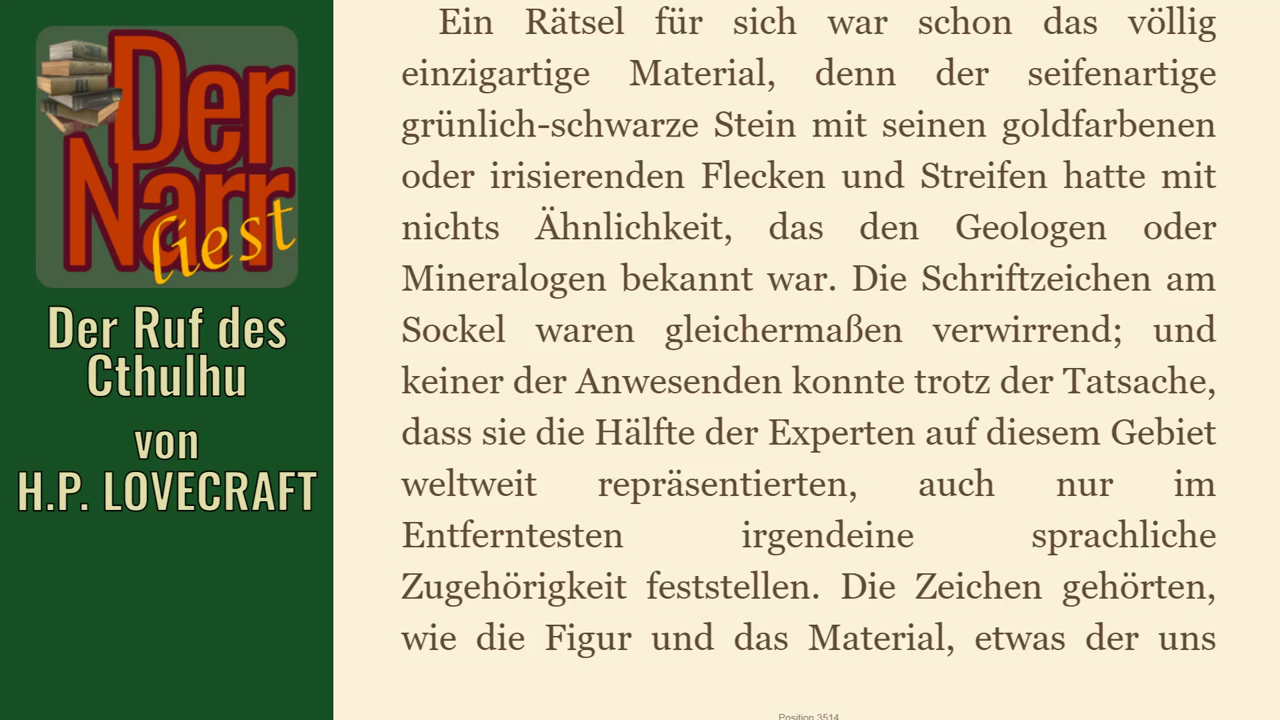 Der
Narr
liest
Der Ruf des
Cthulhu
von
H.P. LOVECRAFT
Ein Rätsel für sich war schon das völlig
einzigartige Material, denn der seifenartige
grünlich-schwarze Stein mit seinen goldfarbenen
oder irisierenden Flecken und Streifen hatte mit
nichts Ähnlichkeit, das den Geologen oder
Mineralogen bekannt war. Die Schriftzeichen am
Sockel waren gleichermaßen verwirrend; und
keiner der Anwesenden konnte trotz der Tatsache,
dass sie die Hälfte der Experten auf diesem Gebiet
weltweit repräsentierten, auch nur im
Entferntesten irgendeine sprachliche
Zugehörigkeit feststellen. Die Zeichen gehörten,
wie die Figur und das Material, etwas der uns
Position 3514